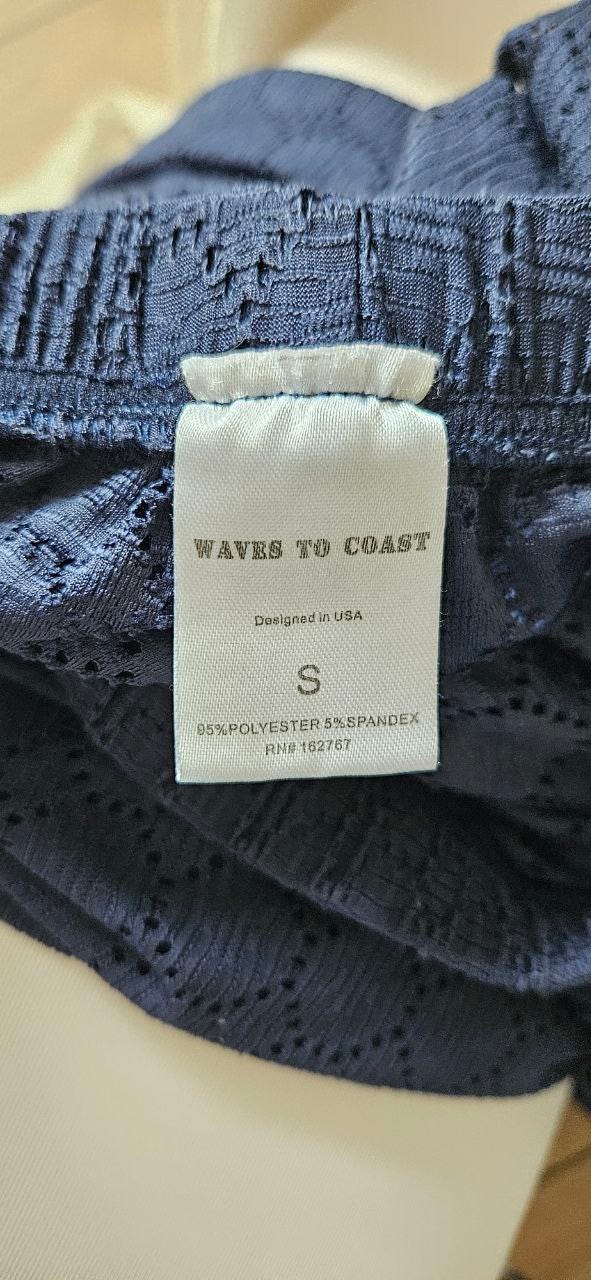 WAVES TO COAST
Designed in USA
S
95%POLYESTER 5%SPANDEX
RN# 162767